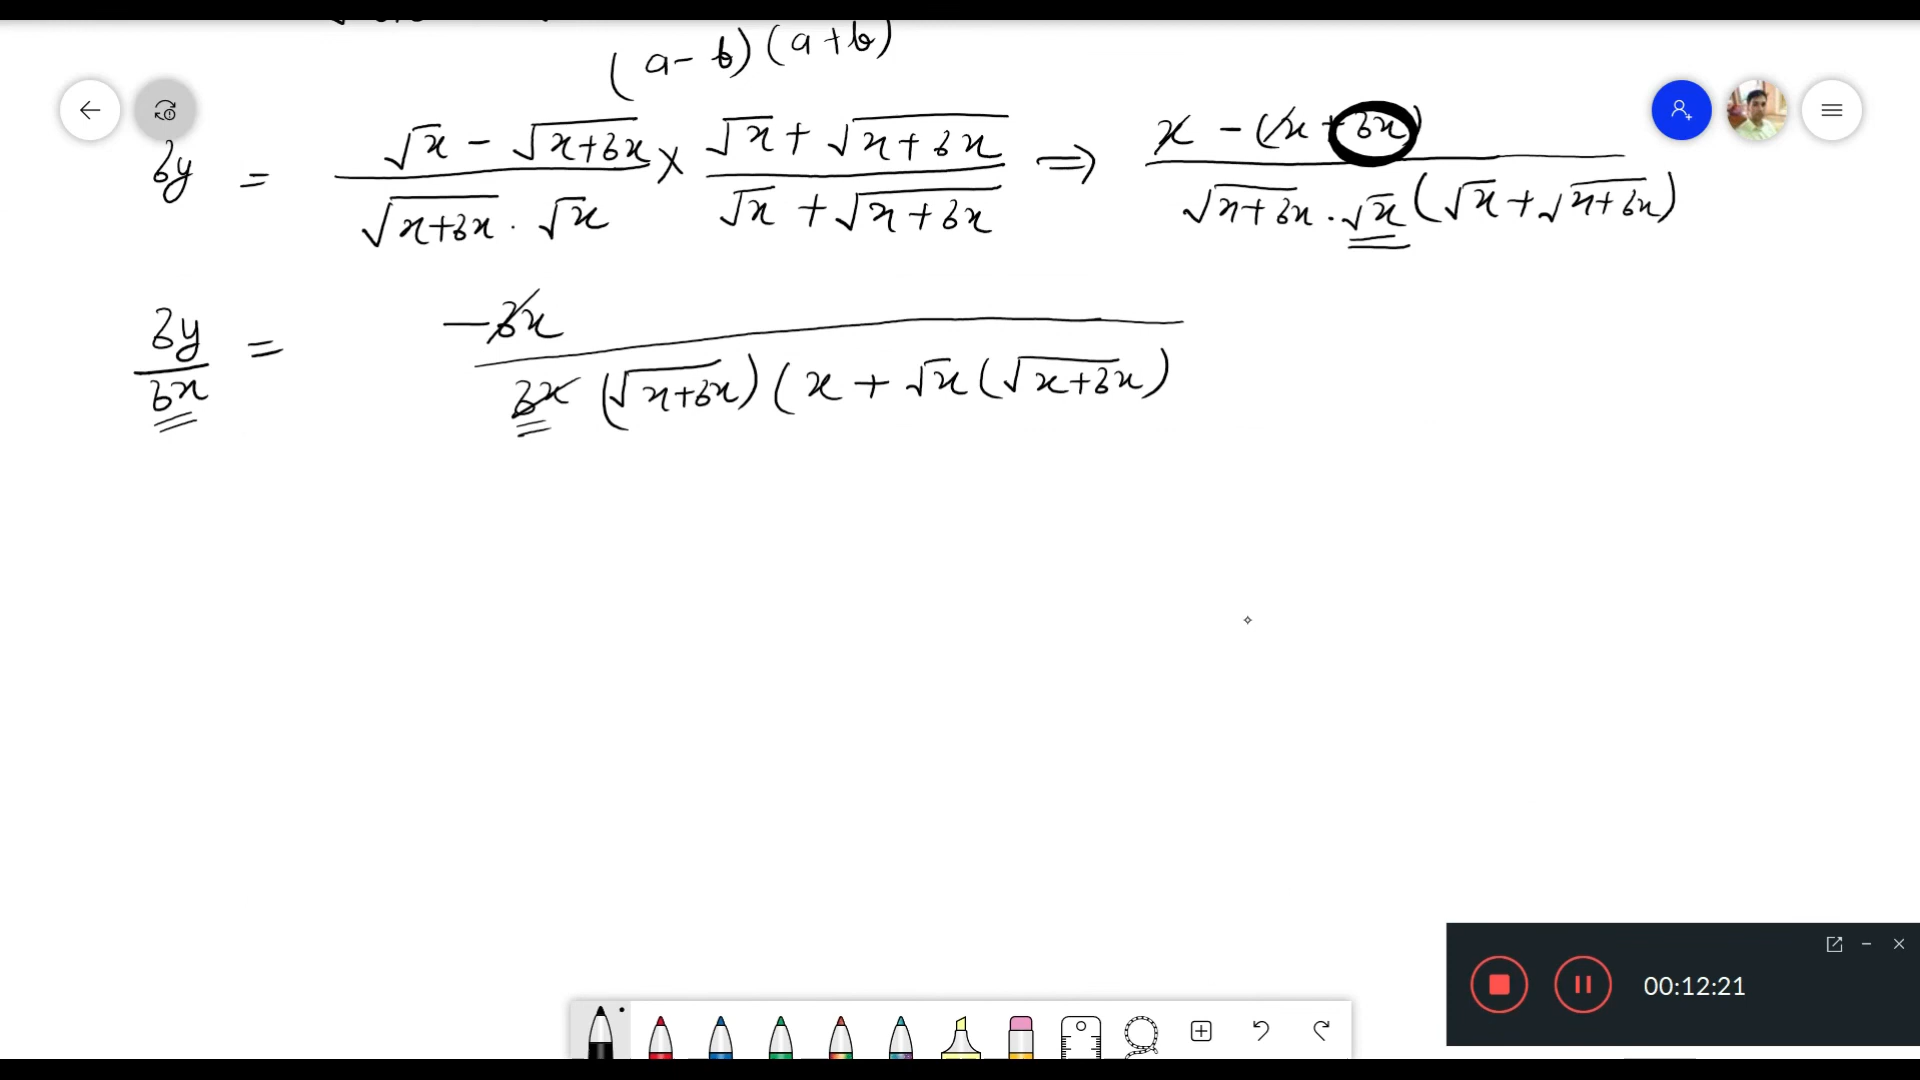 (a - b) (a + b)
δy = (√x - √(x+δx)) / (√(x+δx) · √x) × (√x + √(x+δx)) / (√x + √(x+δx)) ⇒ (x - (x + δx)) / (√(x+δx) · √x (√x + √(x+δx)))
δy/δx = -δx / (δx (√(x+δx)) (x + √x (√(x+δx)))
00:12:21